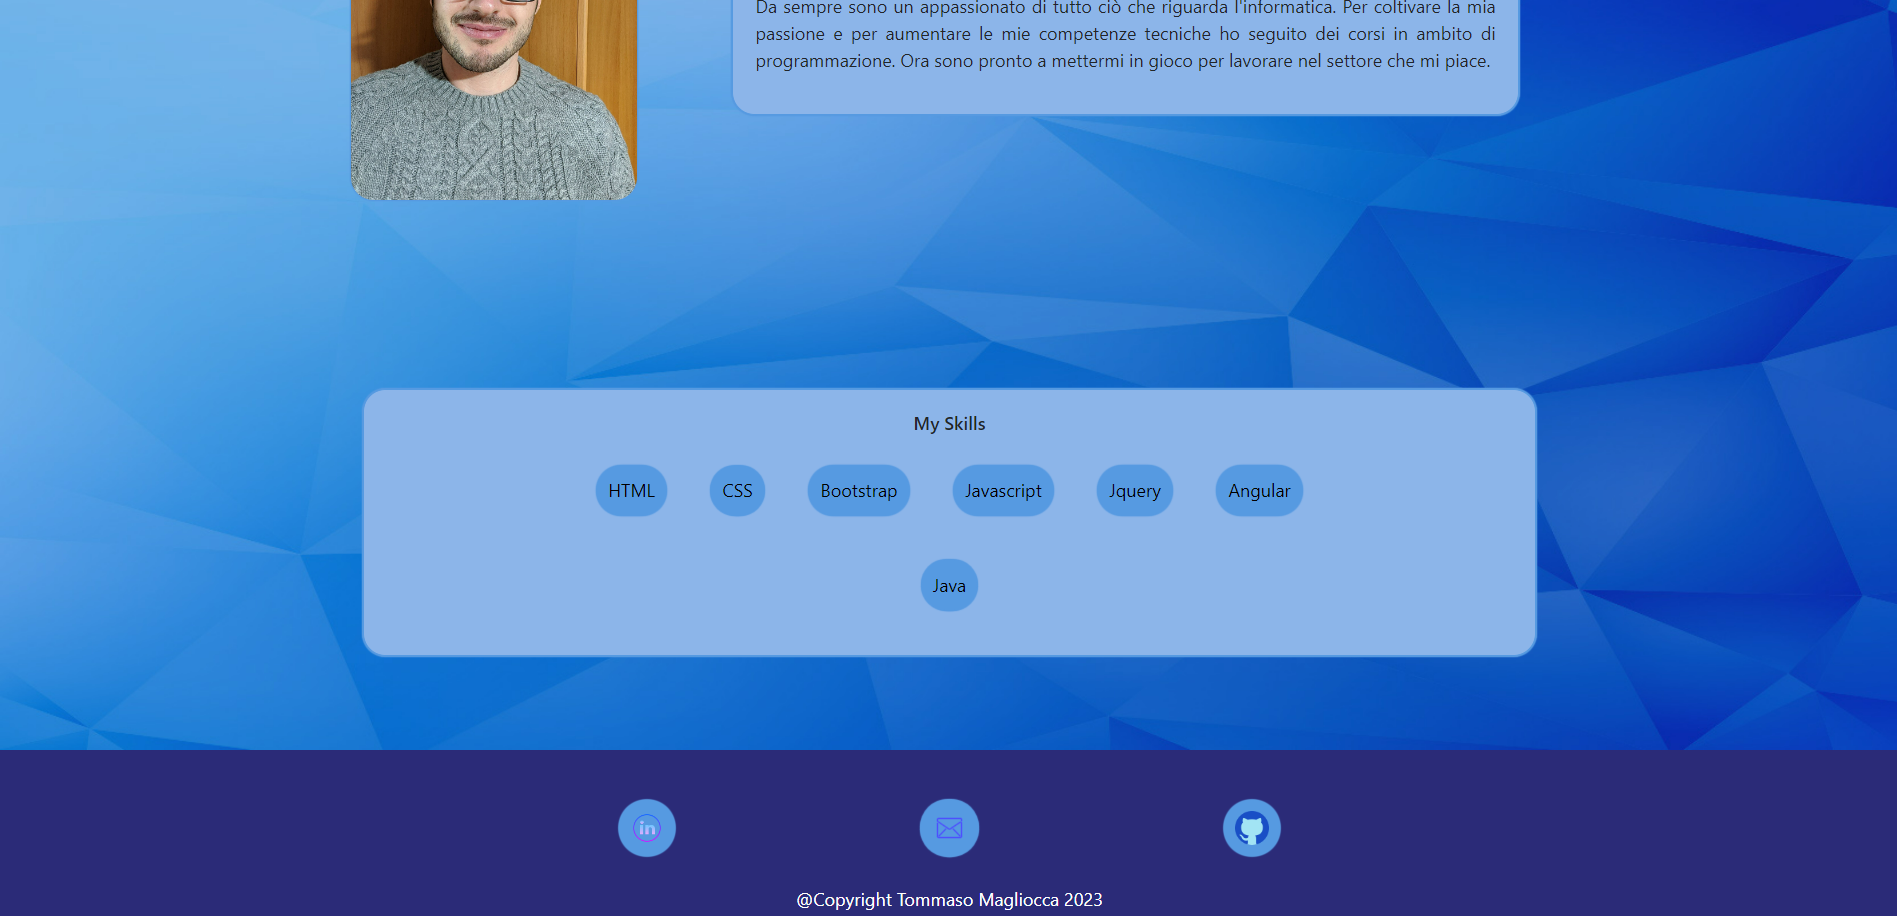 Da sempre sono un appassionato di tutto ciò che riguarda l'informatica. Per coltivare la mia
passione e per aumentare le mie competenze tecniche ho seguito dei corsi in ambito di
programmazione. Ora sono pronto a mettermi in gioco per lavorare nel settore che mi piace.
My Skills
HTML CSS Bootstrap Javascript Jquery Angular
Java
in
@Copyright Tommaso Magliocca 2023